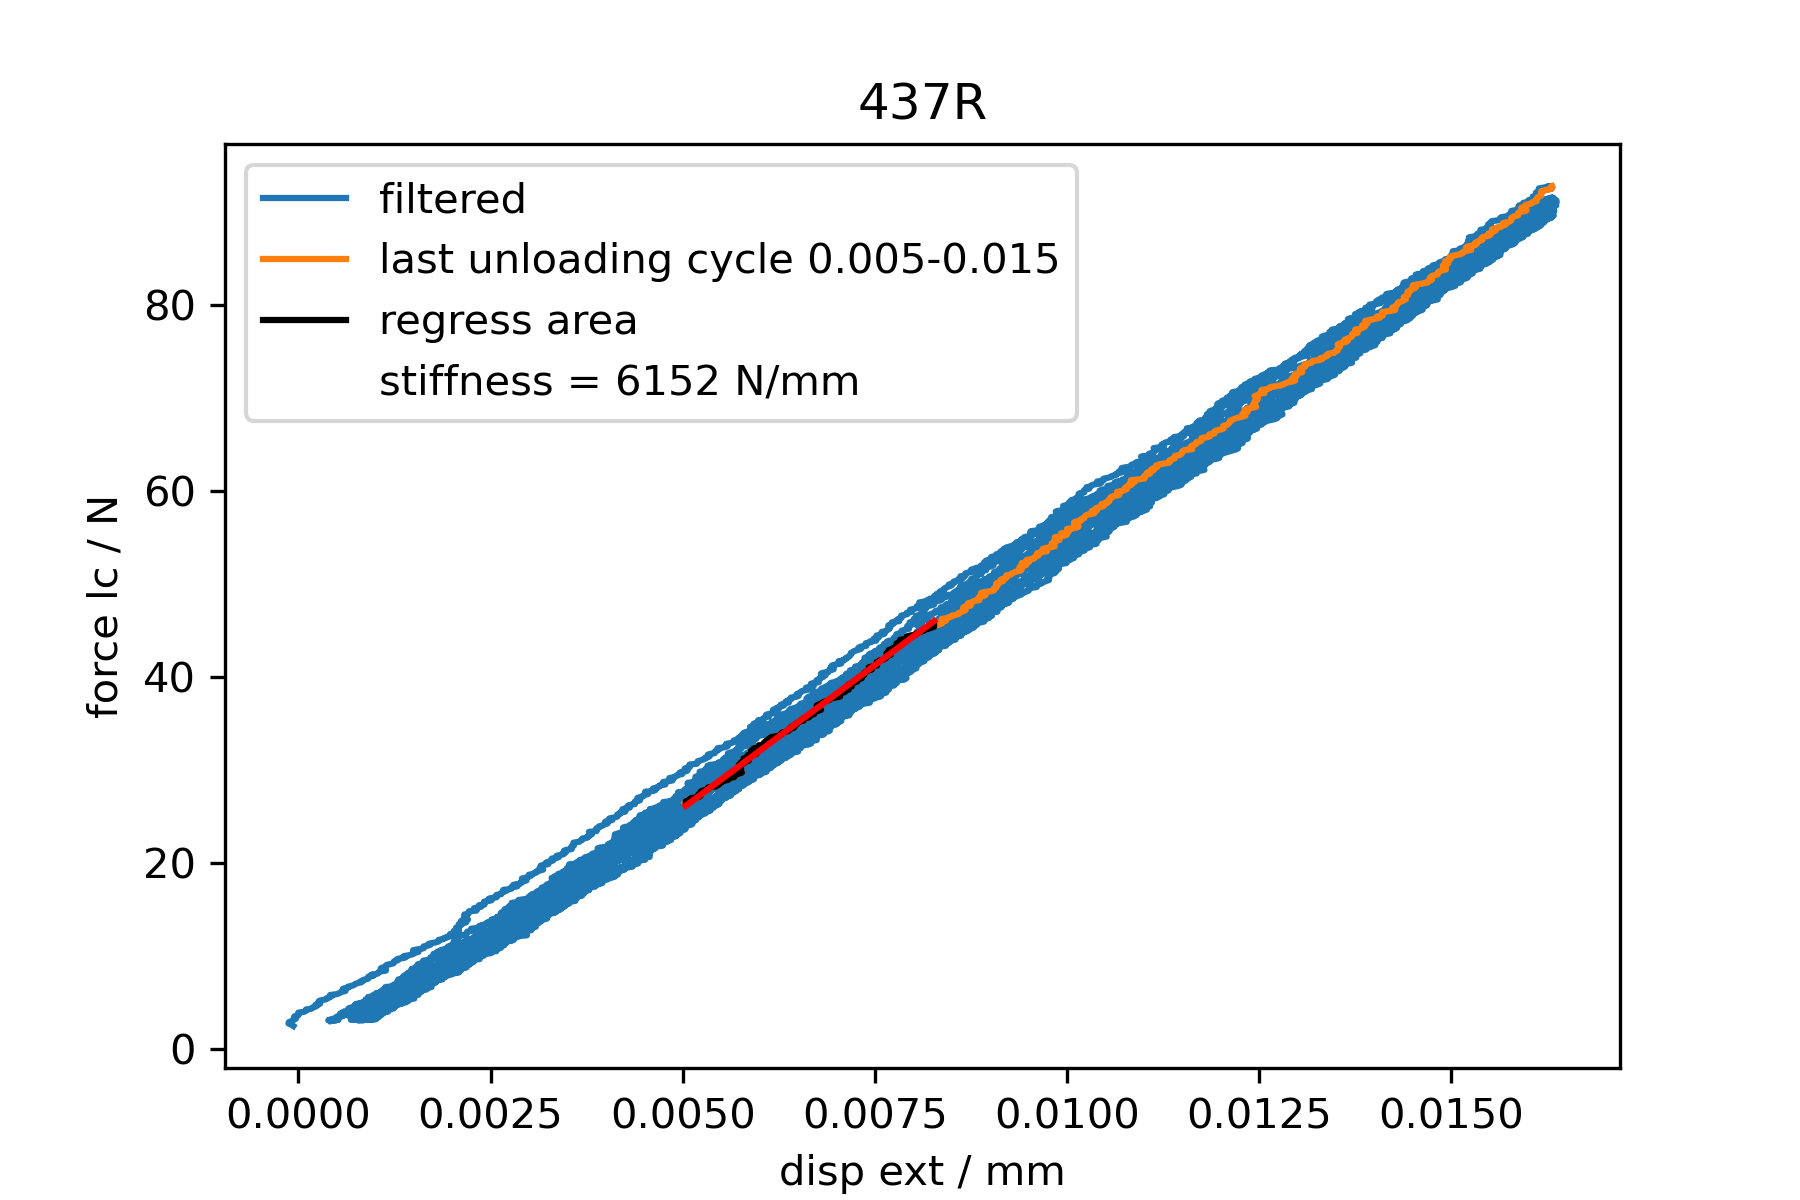 437R
filtered
last unloading cycle 0.005-0.015
regress area
stiffness = 6152 N/mm
force lc / N
80
60
40
20
0
0.0000 0.0025 0.0050 0.0075 0.0100 0.0125 0.0150
disp ext / mm